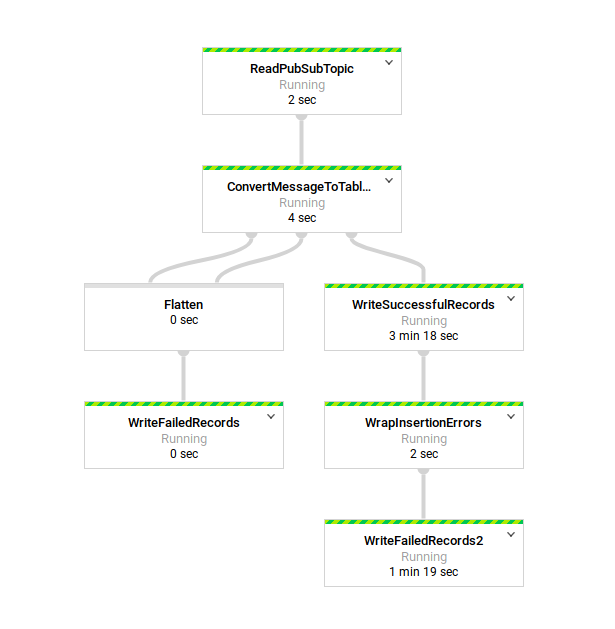 ReadPubSubTopic
Running
2 sec
ConvertMessageToTabl...
Running
4 sec
Flatten
0 sec
WriteSuccessfulRecords
Running
3 min 18 sec
WriteFailedRecords
Running
0 sec
WrapInsertionErrors
Running
2 sec
WriteFailedRecords2
Running
1 min 19 sec